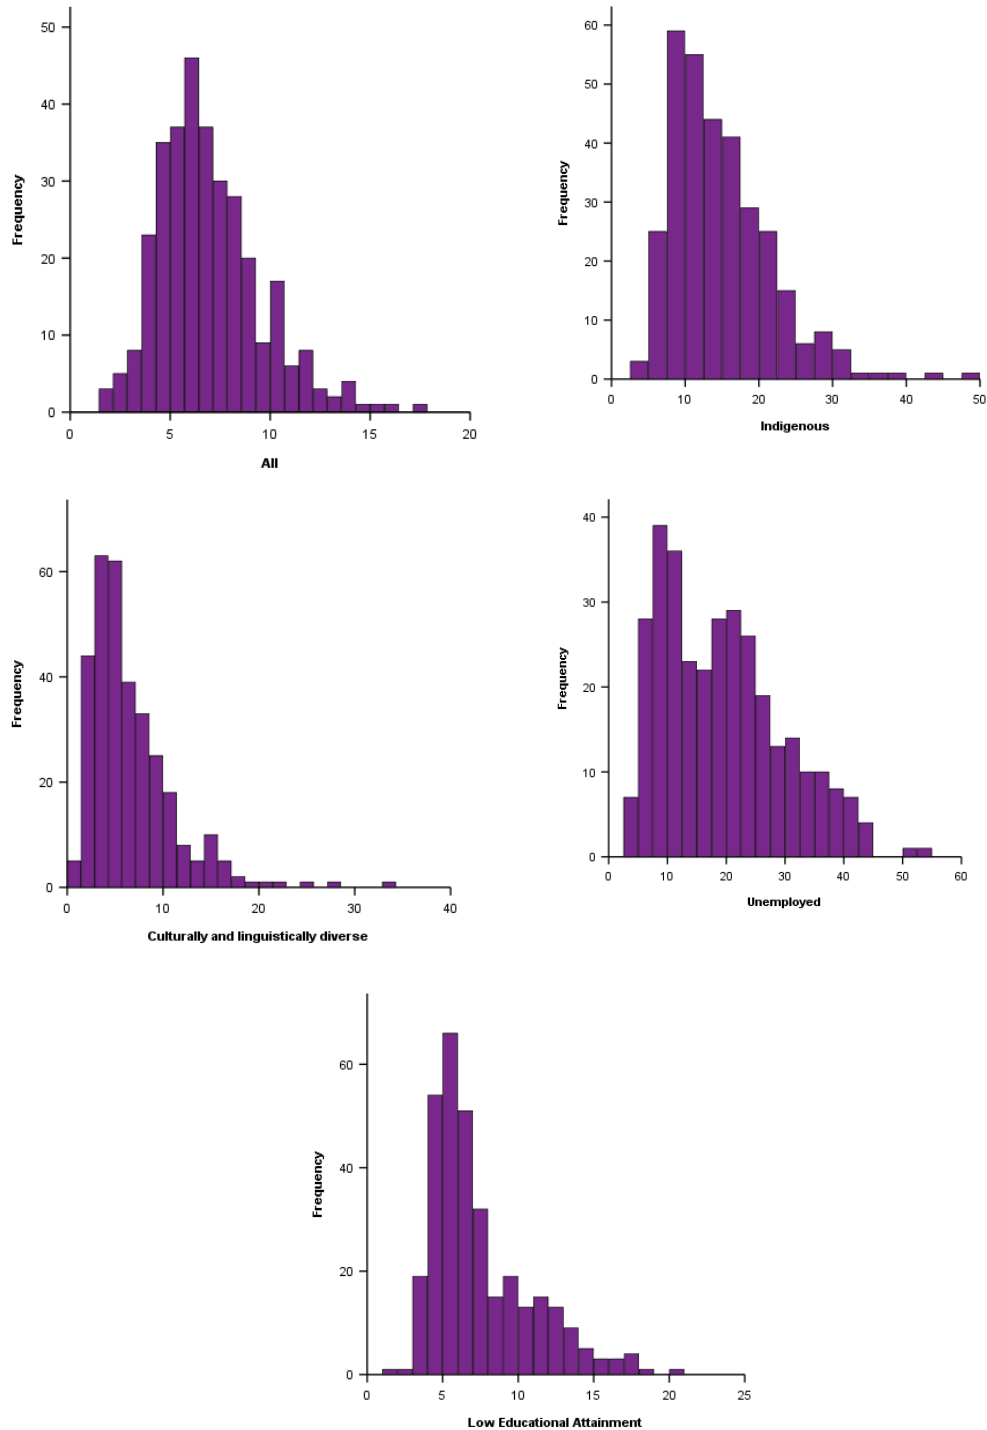 50
40
30
20
10
0
Frequency
0 5 10 15 20
All
60
50
40
30
20
10
0
Frequency
0 10 20 30 40 50
Indigenous
60
40
20
0
Frequency
0 10 20 30 40
Culturally and linguistically diverse
40
30
20
10
0
Frequency
0 10 20 30 40 50 60
Unemployed
60
40
20
0
Frequency
0 5 10 15 20 25
Low Educational Attainment